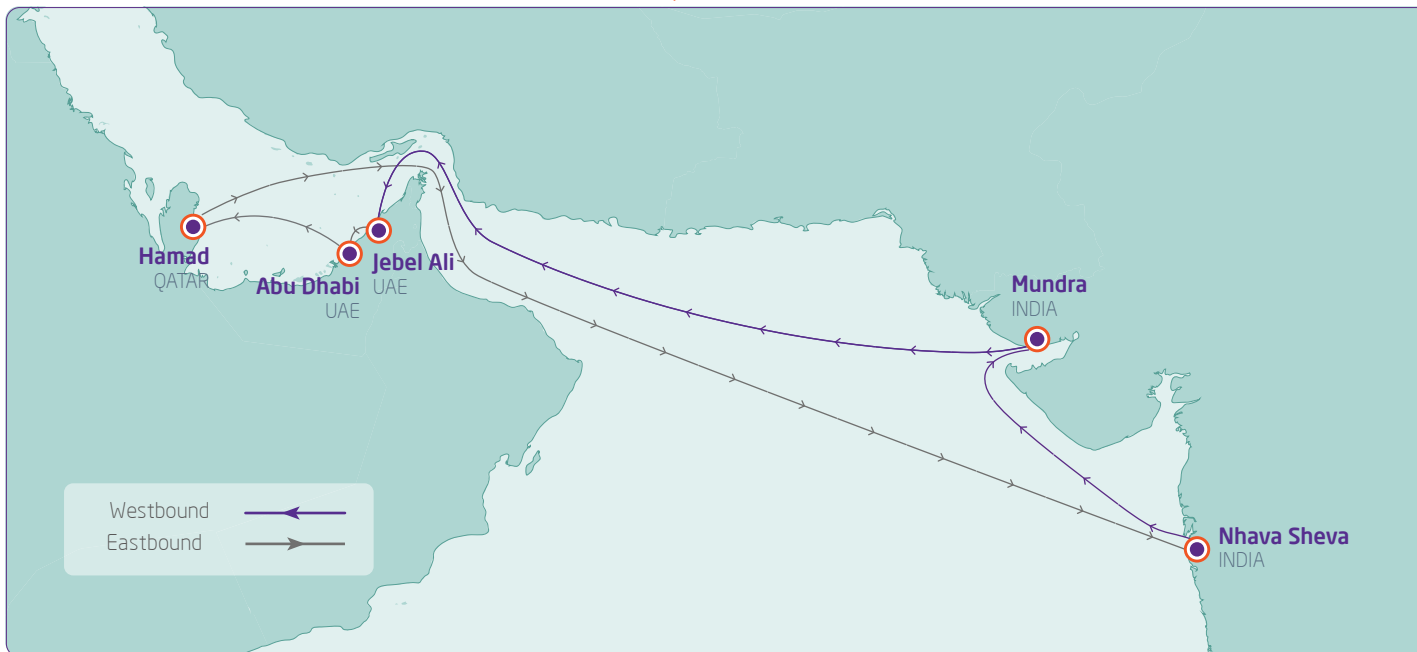 Hamad
QATAR
Abu Dhabi
UAE
Jebel Ali
UAE
Mundra
INDIA
Nhava Sheva
INDIA
Westbound
Eastbound